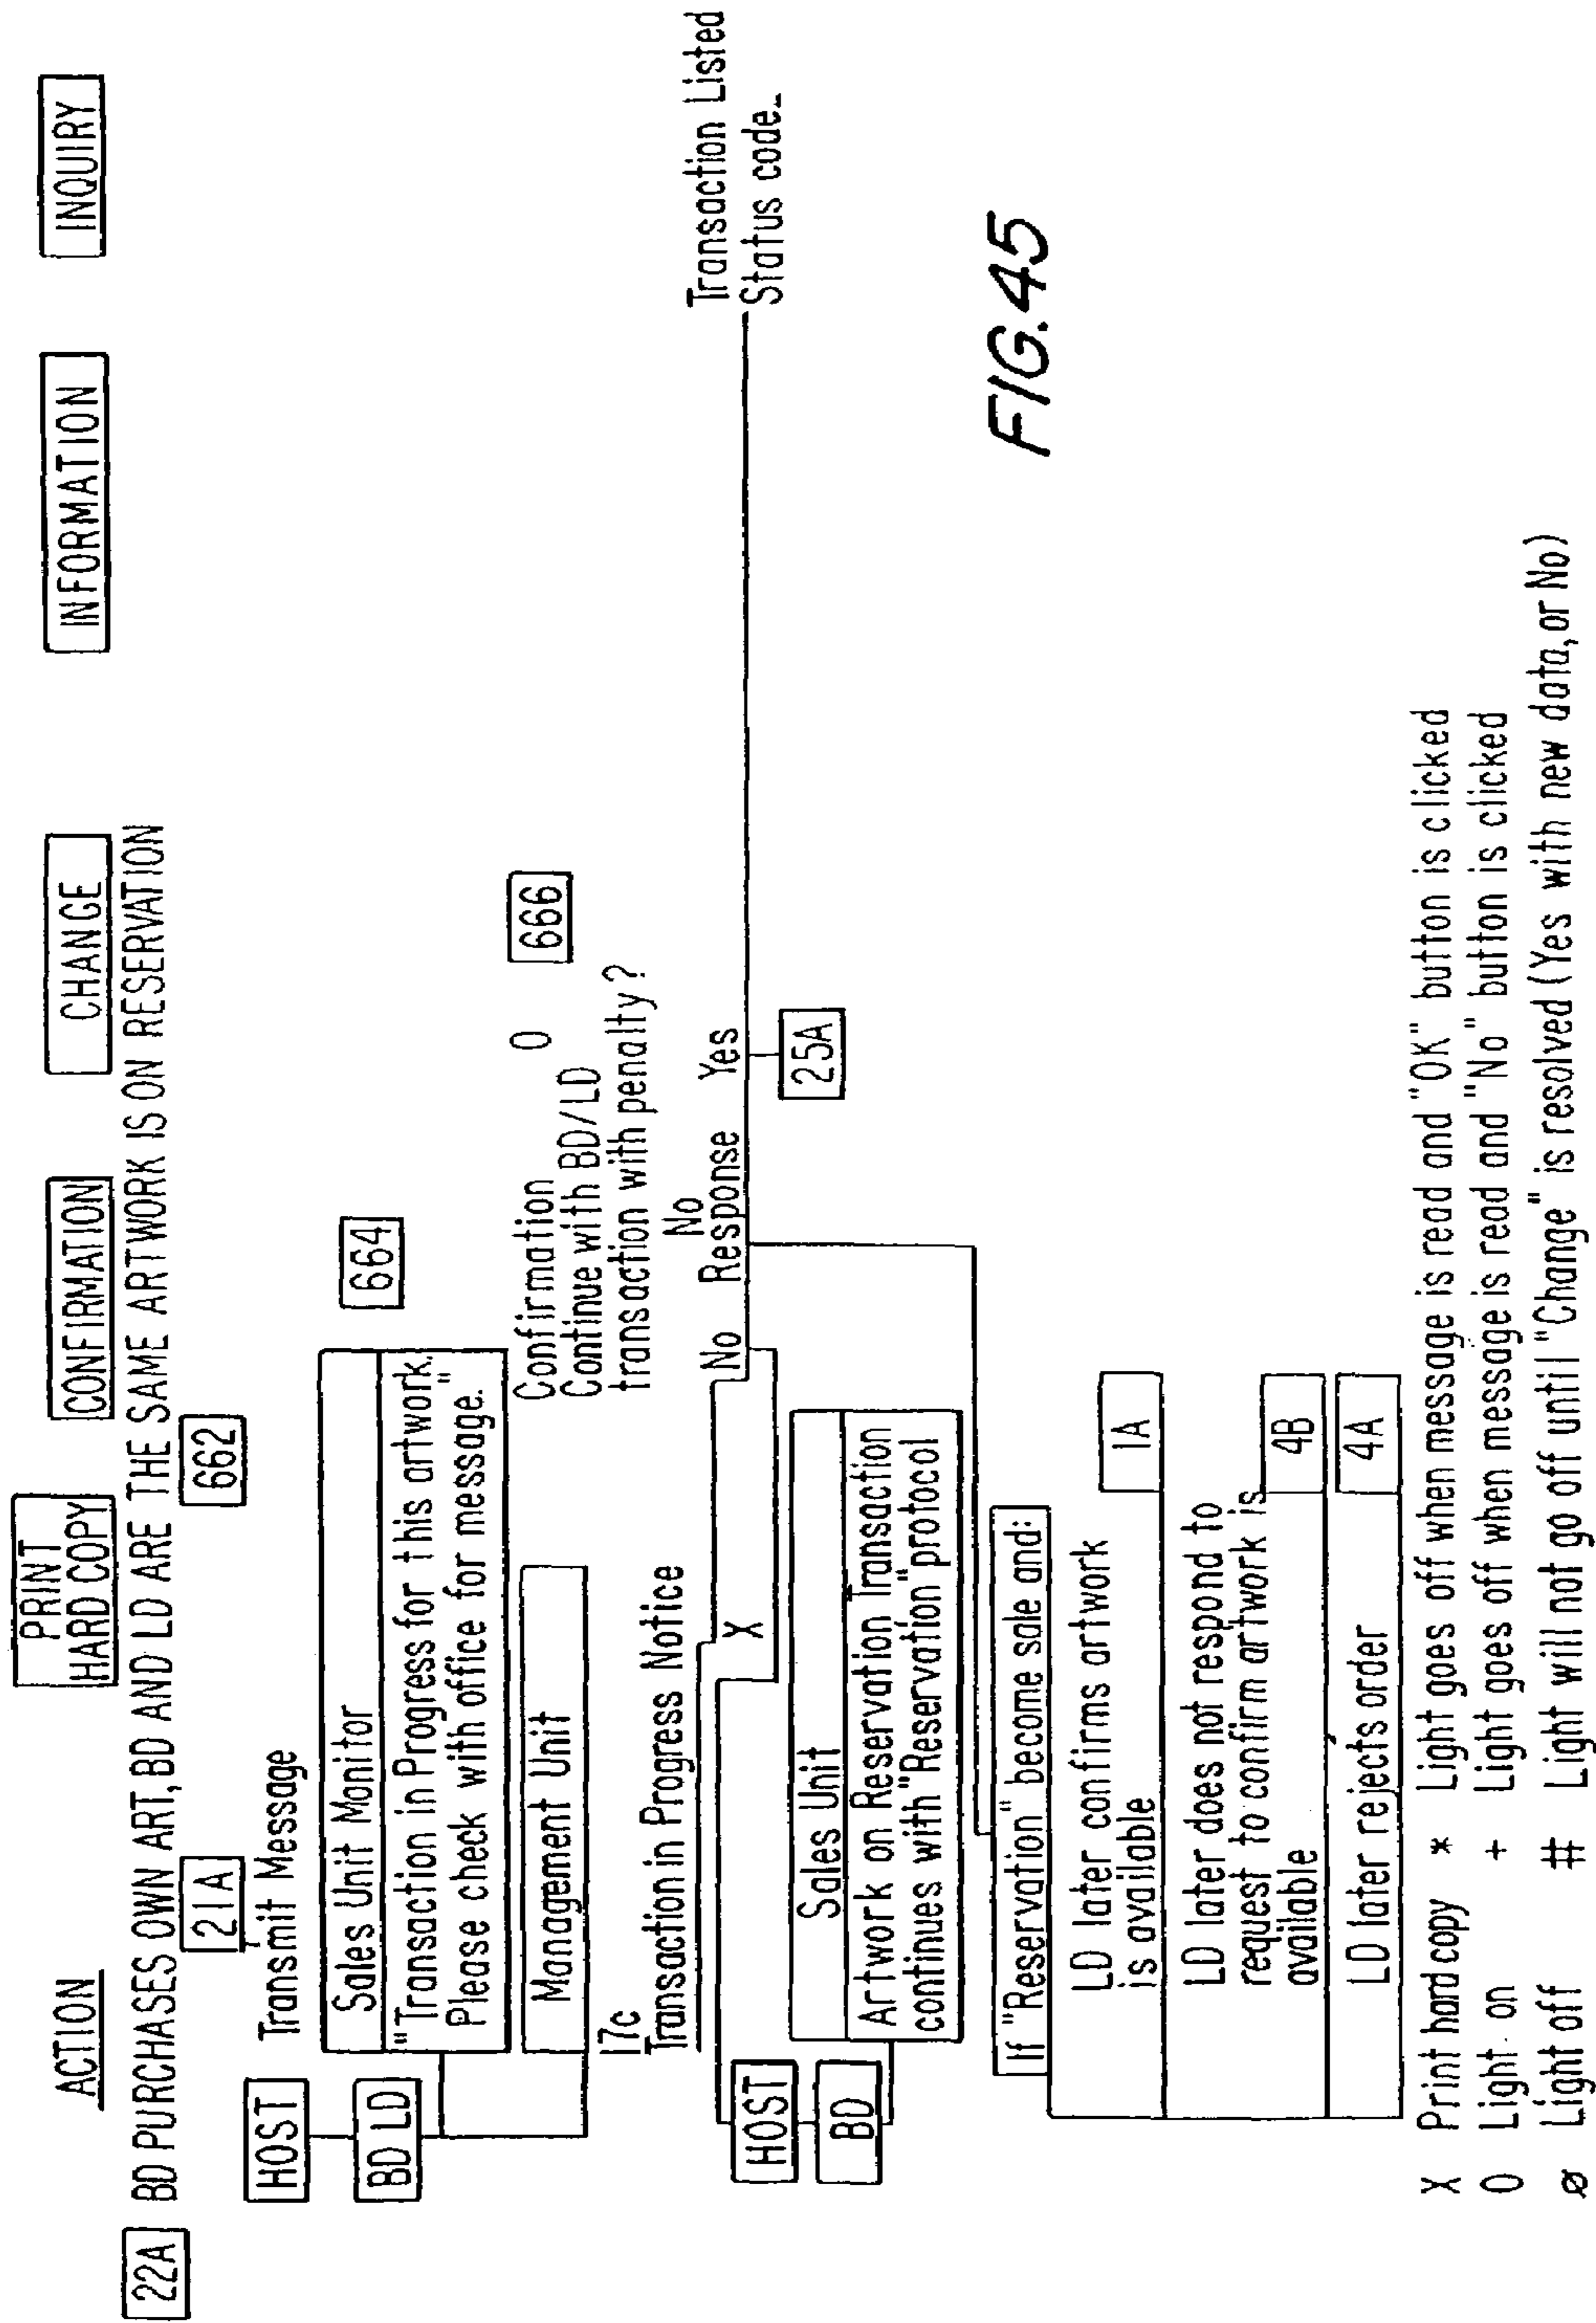 ACTION
PRINT
HARD COPY
CONFIRMATION
CHANGE
INFORMATION
INQUIRY
22A BD PURCHASES OWN ART, BD AND LD ARE THE SAME ARTWORK IS ON RESERVATION
21A
662
Transmit Message
HOST
Sales Unit Monitor
664
BD LD
"Transaction in Progress for this artwork."
Please check with office for message.
Management Unit
Confirmation O 666
Continue with BD/LD
transaction with penalty?
17c
Transaction in Progress Notice
X
No
No
Response
Yes
Transaction Listed
Status code_
25A
HOST
BD
Sales Unit
Artwork on Reservation Transaction
continues with "Reservation" protocol
If "Reservation" become sale and:
LD later confirms artwork
is available
1A
LD later does not respond to
request to confirm artwork is
available
4B
LD later rejects order
4A
FIG.45
X Print hard copy * Light goes off when message is read and "OK" button is clicked
O Light on + Light goes off when message is read and "No" button is clicked
ø Light off # Light will not go off until "Change" is resolved (Yes with new data, or No)